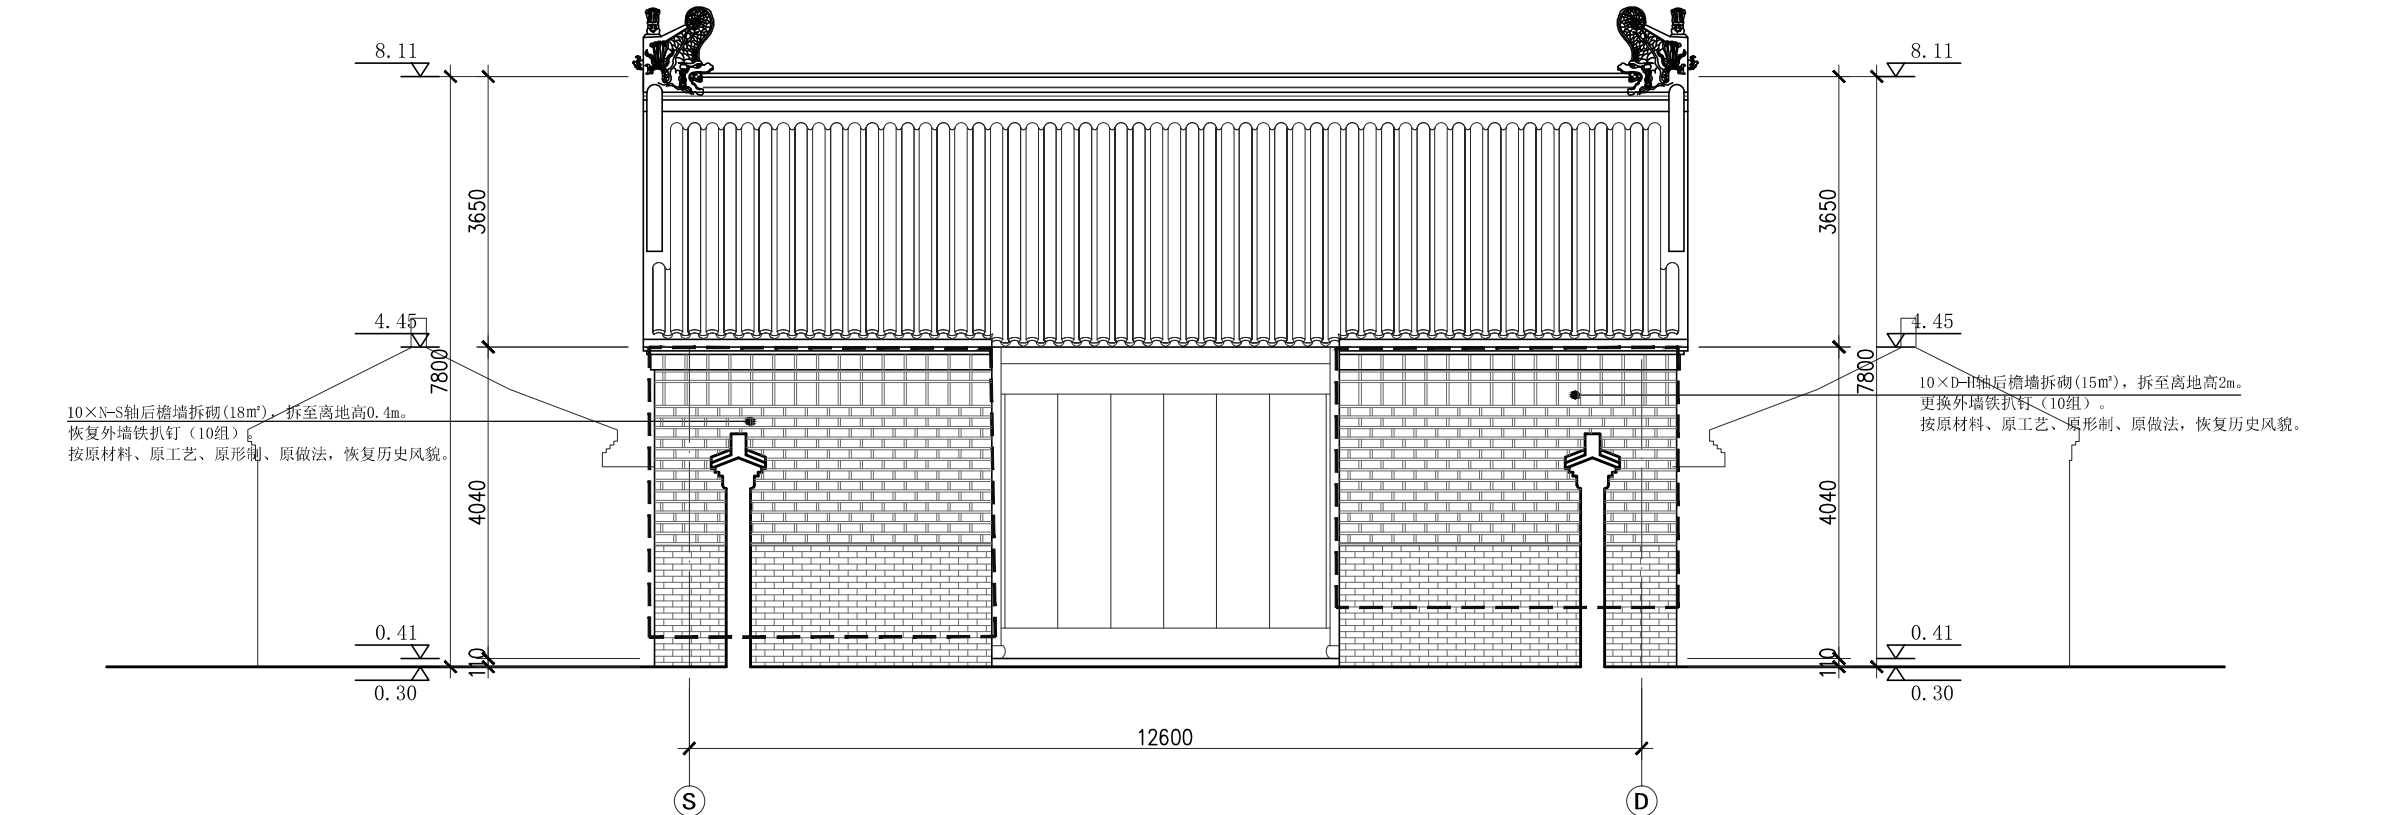 8.11
8.11
3650
3650
4.45
4.45
7800
7800
10×N-S轴后檐墙拆砌(18㎡)，拆至离地高0.4m。
恢复外墙铁扒钉（10组）。
按原材料、原工艺、原形制、原做法，恢复历史风貌。
10×D-H轴后檐墙拆砌(15㎡)，拆至离地高2m。
更换外墙铁扒钉（10组）。
按原材料、原工艺、原形制、原做法，恢复历史风貌。
4040
4040
0.41
0.41
110
110
0.30
0.30
12600
S
D